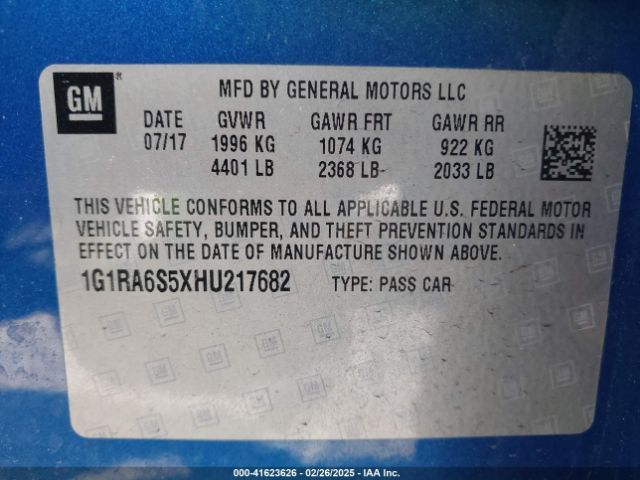 GM ®
MFD BY GENERAL MOTORS LLC
DATE GVWR GAWR FRT GAWR RR
07/17 1996 KG 1074 KG 922 KG
4401 LB 2368 LB 2033 LB
THIS VEHICLE CONFORMS TO ALL APPLICABLE U.S. FEDERAL MOTOR
VEHICLE SAFETY, BUMPER, AND THEFT PREVENTION STANDARDS IN
EFFECT ON THE DATE OF MANUFACTURE SHOWN ABOVE.
1G1RA6S5XHU217682 TYPE: PASS CAR
000-41623626 - 02/26/2025 - IAA Inc.